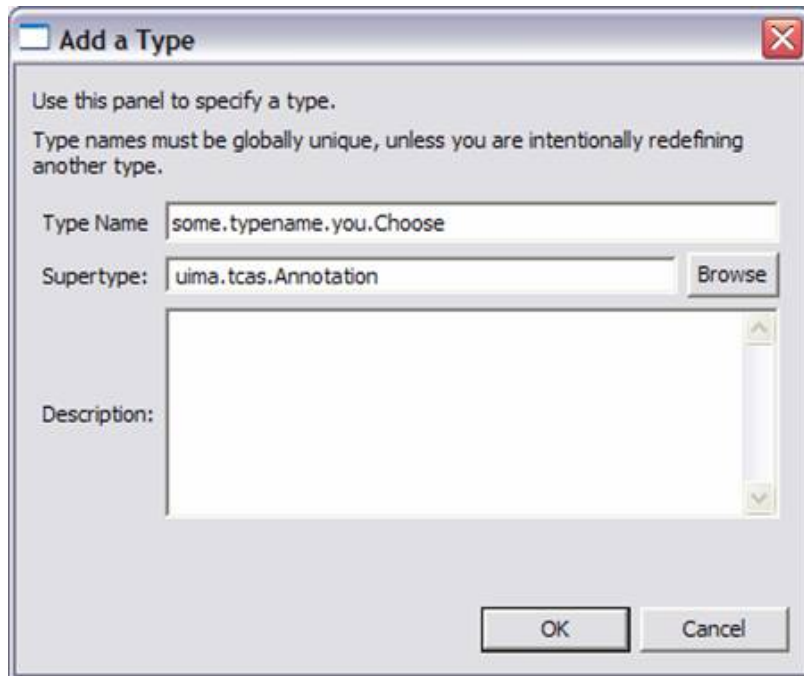 Add a Type
Use this panel to specify a type.
Type names must be globally unique, unless you are intentionally redefining
another type.
Type Name some.typename.you.Choose
Supertype: uima.tcas.Annotation Browse
Description:
OK Cancel